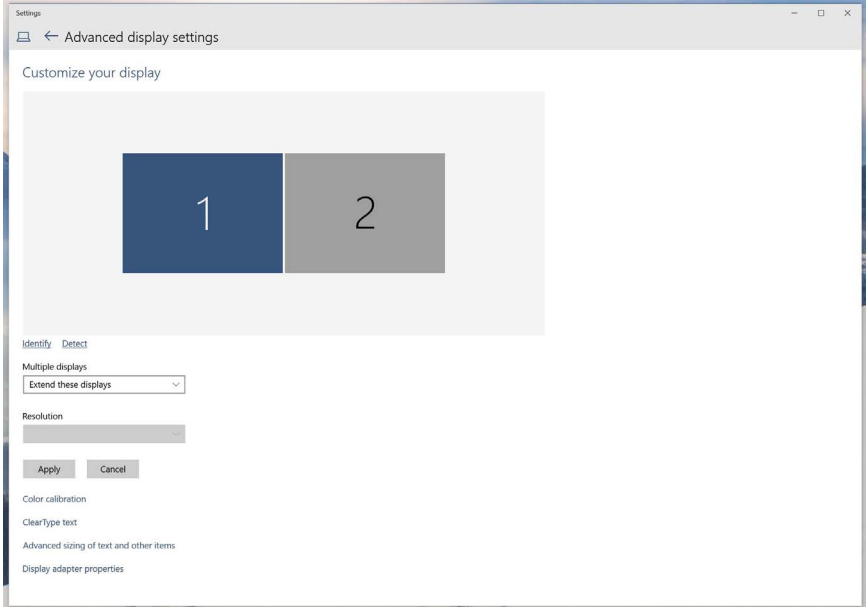 Settings
Advanced display settings
Customize your display
1 2
Identify Detect
Multiple displays
Extend these displays
Resolution
Apply Cancel
Color calibration
ClearType text
Advanced sizing of text and other items
Display adapter properties